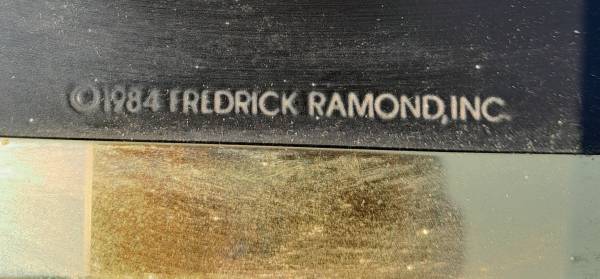 ©1984 FREDRICK RAMOND, INC.